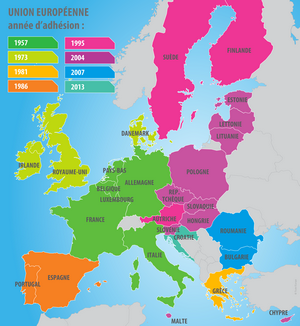 UNION EUROPÉENNE
année d'adhésion :
1957
1995
1973
2004
1981
2007
1986
2013
SUÈDE
FINLANDE
ESTONIE
LETTONIE
LITUANIE
DANEMARK
IRLANDE
ROYAUME-UNI
PAYS-BAS
BELGIQUE
LUXEMBOURG
ALLEMAGNE
POLOGNE
RÉP.
TCHÈQUE
SLOVAQUIE
FRANCE
AUTRICHE
HONGRIE
SLOVÉNIE
CROATIE
ROUMANIE
BULGARIE
ITALIE
PORTUGAL
ESPAGNE
GRÈCE
MALTE
CHYPRE